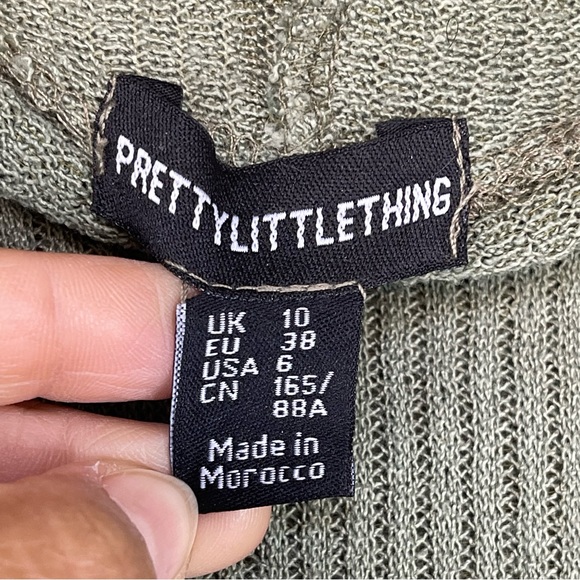 PRETTYLITTLETHING
UK 10
EU 38
USA 6
CN 165/
88A
Made in
Morocco